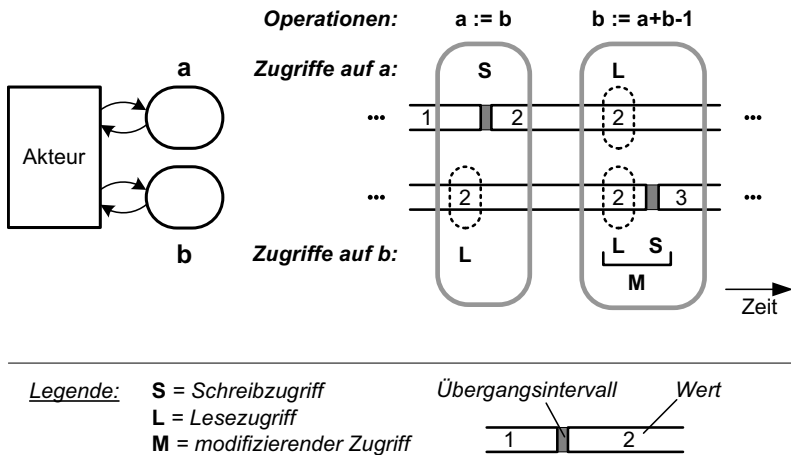 Operationen: a := b b := a+b-1
Zugriffe auf a: S L
a
••• 1 2 2 •••
Akteur
••• 2 2 3 •••
b
Zugriffe auf b: L L S
M
Zeit
Legende: S = Schreibzugriff Übergangsintervall Wert
L = Lesezugriff
M = modifizierender Zugriff 1 2